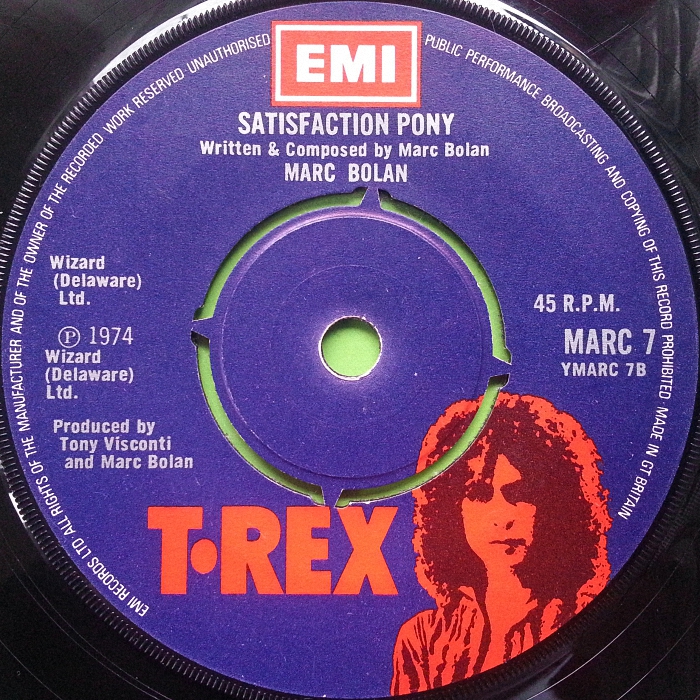 EMI
SATISFACTION PONY
Written & Composed by Marc Bolan
MARC BOLAN
Wizard
(Delaware)
Ltd.
Ⓟ 1974
Wizard
(Delaware)
Ltd.
Produced by
Tony Visconti
and Marc Bolan
45 R.P.M.
MARC 7
YMARC 7B
T·REX
EMI RECORDS LTD ALL RIGHTS OF THE MANUFACTURER AND OF THE OWNER OF THE RECORDED WORK RESERVED UNAUTHORISED PUBLIC PERFORMANCE BROADCASTING AND COPYING OF THIS RECORD PROHIBITED MADE IN GT BRITAIN